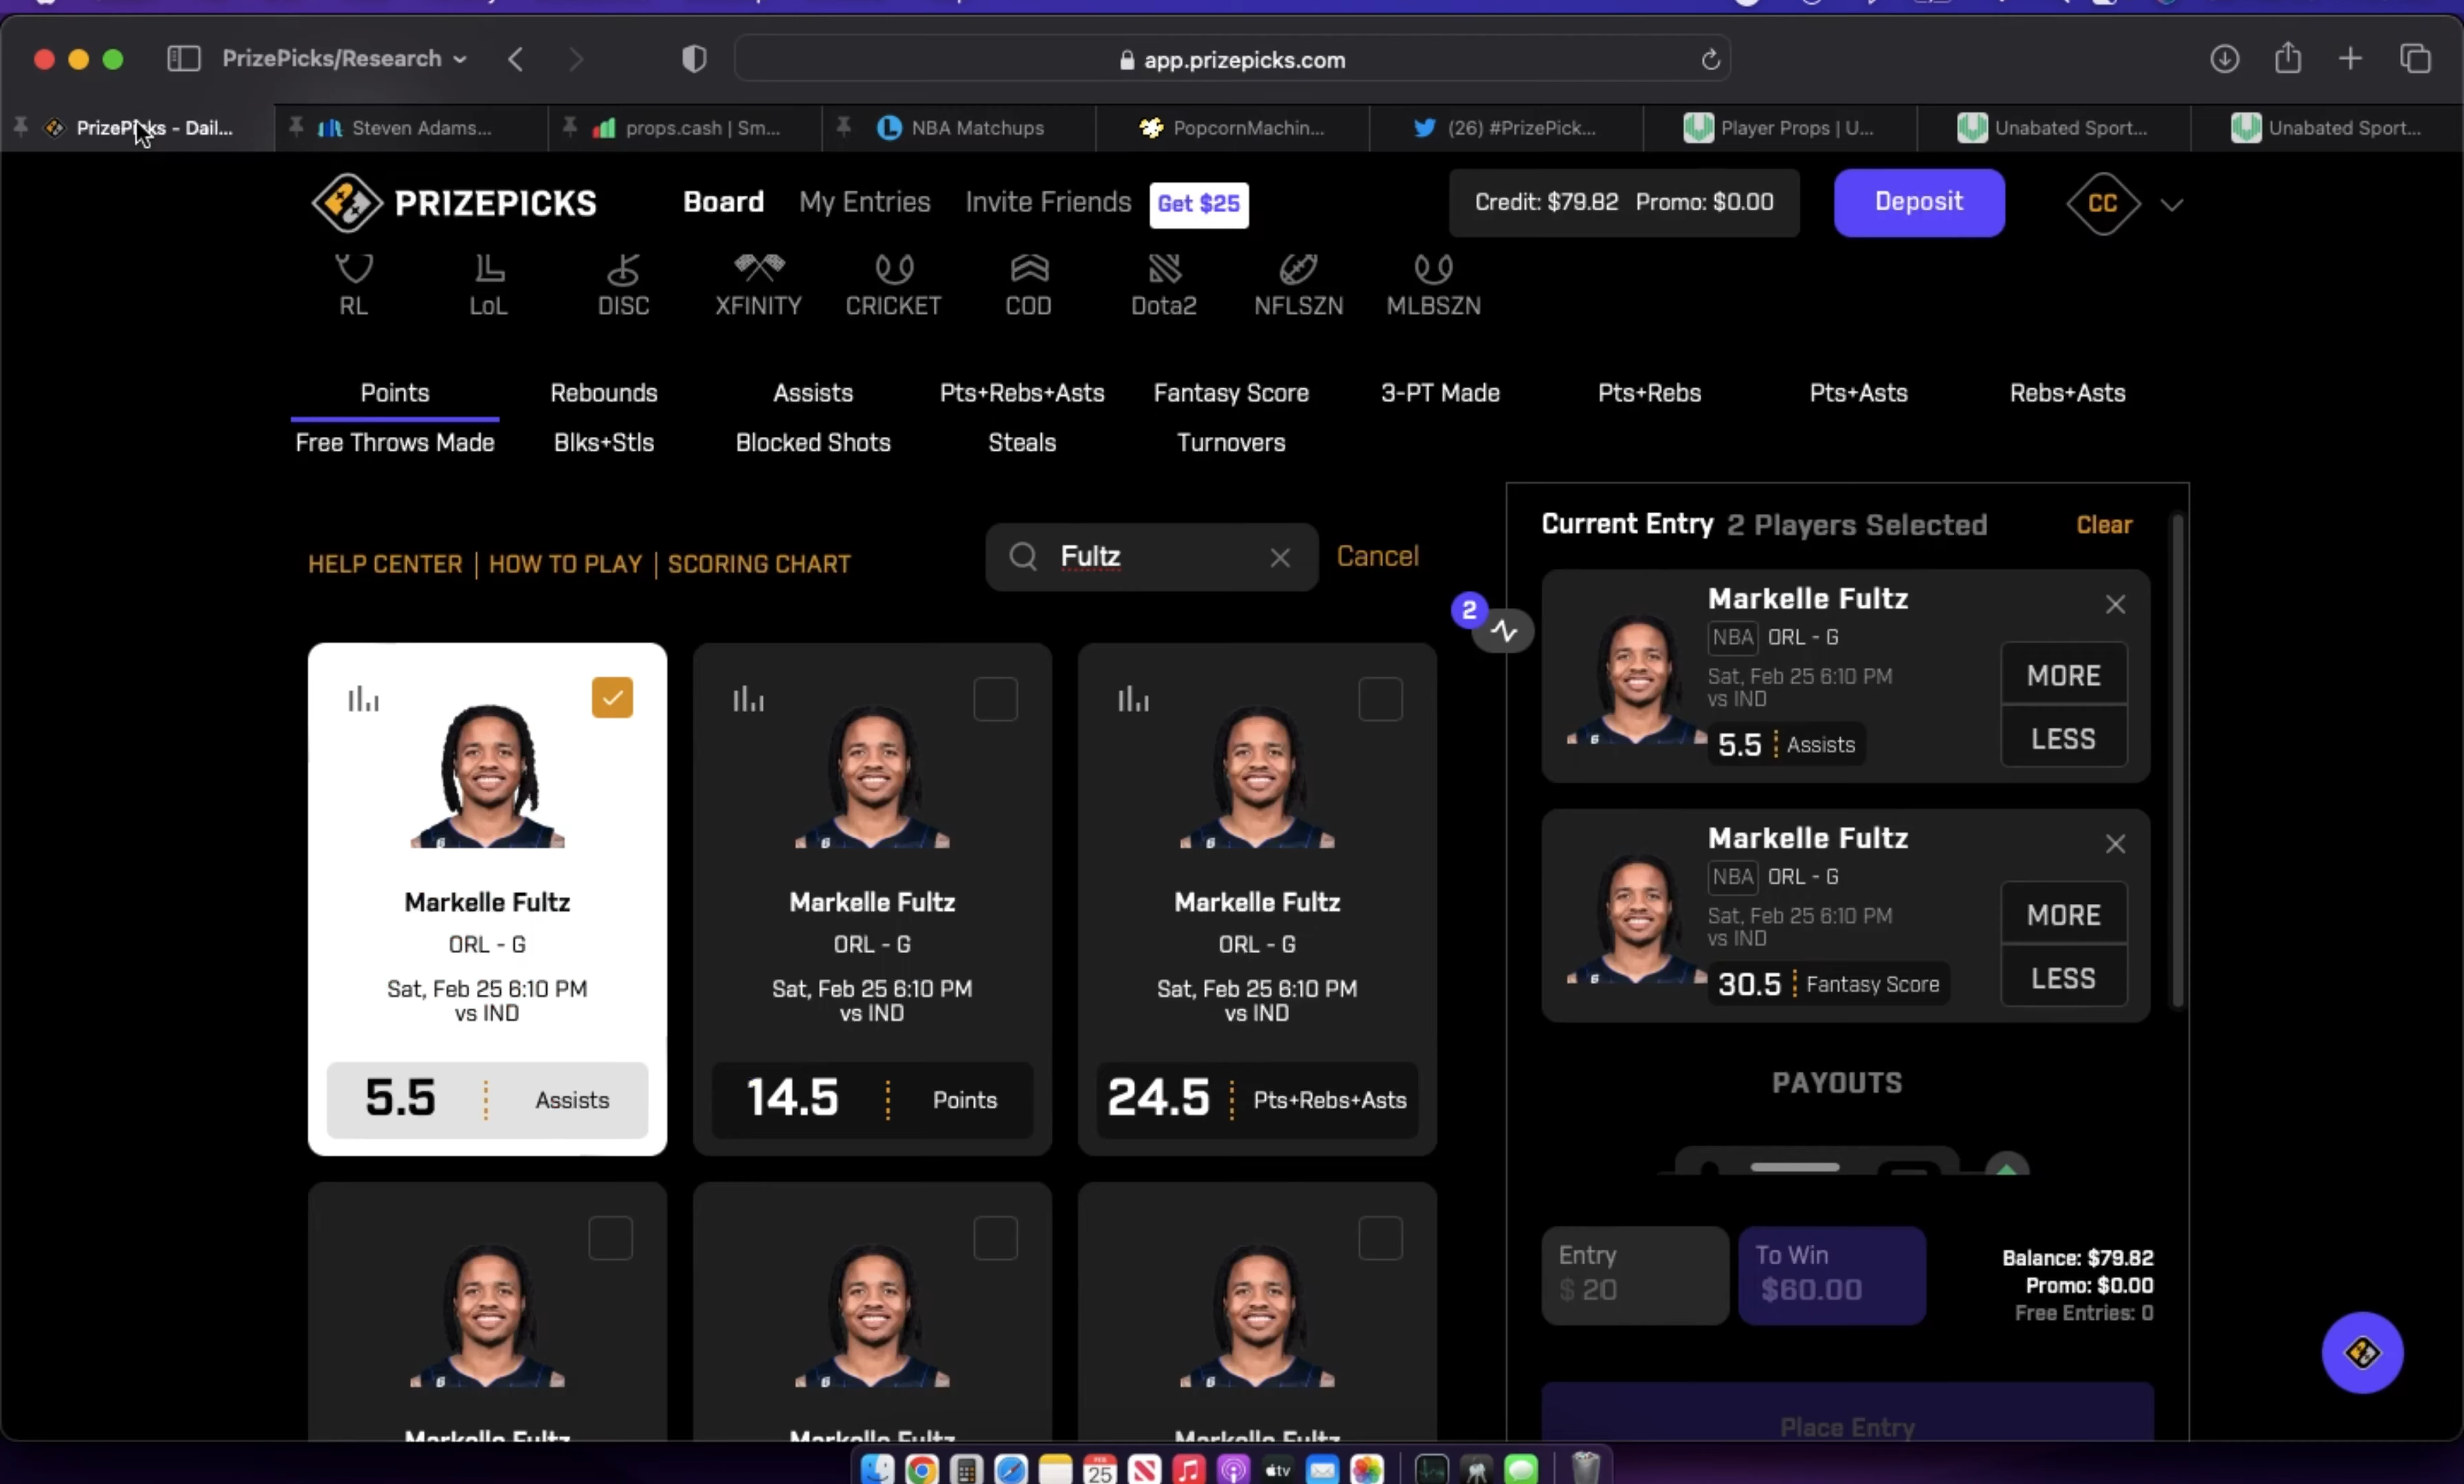 PrizePicks/Research
app.prizepicks.com
PrizePicks - Dail...
Steven Adams...
props.cash | Sm...
NBA Matchups
PopcornMachin...
(26) #PrizePick...
Player Props | U...
Unabated Sport...
Unabated Sport...
PRIZEPICKS
Board
My Entries
Invite Friends
Get $25
Credit: $79.82 Promo: $0.00
Deposit
CC
RL
LoL
DISC
XFINITY
CRICKET
COD
Dota2
NFLSZN
MLBSZN
Points
Rebounds
Assists
Pts+Rebs+Asts
Fantasy Score
3-PT Made
Pts+Rebs
Pts+Asts
Rebs+Asts
Free Throws Made
Blks+Stls
Blocked Shots
Steals
Turnovers
HELP CENTER | HOW TO PLAY | SCORING CHART
Fultz
Cancel
Markelle Fultz
ORL - G
Sat, Feb 25 6:10 PM
vs IND
5.5 Assists
Markelle Fultz
ORL - G
Sat, Feb 25 6:10 PM
vs IND
14.5 Points
Markelle Fultz
ORL - G
Sat, Feb 25 6:10 PM
vs IND
24.5 Pts+Rebs+Asts
Markelle Fultz
Markelle Fultz
Markelle Fultz
2
Current Entry 2 Players Selected
Clear
Markelle Fultz
NBA ORL - G
Sat, Feb 25 6:10 PM
vs IND
5.5 Assists
MORE
LESS
Markelle Fultz
NBA ORL - G
Sat, Feb 25 6:10 PM
vs IND
30.5 Fantasy Score
MORE
LESS
PAYOUTS
Entry
$ 20
To Win
$60.00
Balance: $79.82
Promo: $0.00
Free Entries: 0
Place Entry
FEB
25
tv